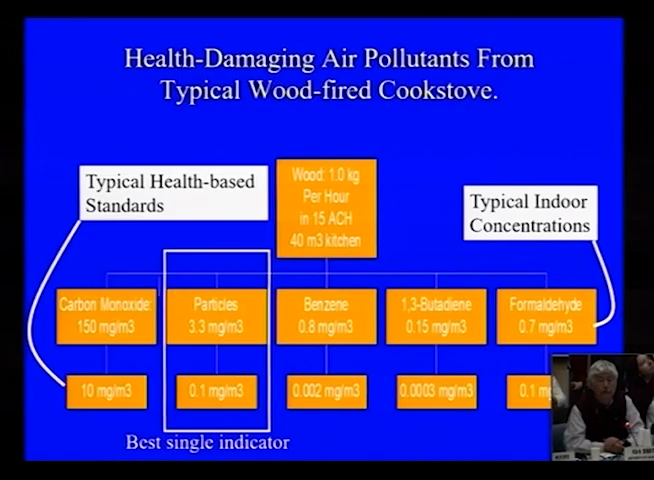 Health-Damaging Air Pollutants From
Typical Wood-fired Cookstove.
Typical Health-based
Standards
Wood: 1.0 kg
Per Hour
in 15 ACH
40 m3 kitchen
Typical Indoor
Concentrations
Carbon Monoxide:
150 mg/m3
Particies
3.3 mg/m3
Benzene
0.8 mg/m3
1,3-Butadiene
0.15 mg/m3
Formaldehyde
0.7 mg/m3
10 mg/m3
0.1 mg/m3
0.002 mg/m3
0.0003 mg/m3
0.1 mg
Best single indicator